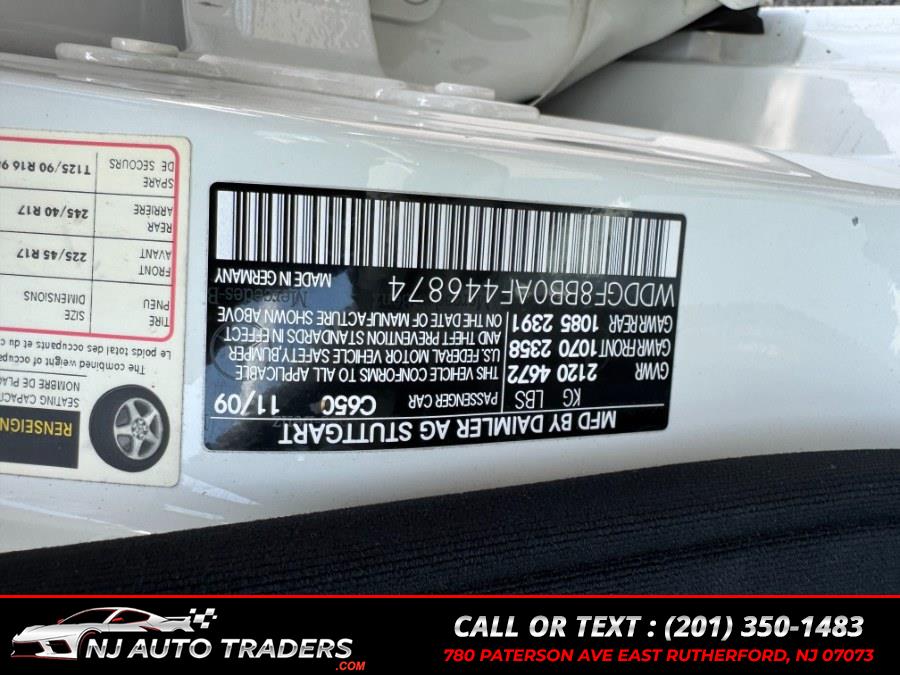 MFD BY DAIMLER AG STUTTGART
PASSENGER CAR C650 11/09
KG LBS
GVWR 2120 4672
GAWR FRONT 1070 2358
GAWR REAR 1085 2391
THIS VEHICLE CONFORMS TO ALL APPLICABLE
U.S. FEDERAL MOTOR VEHICLE SAFETY, BUMPER
AND THEFT PREVENTION STANDARDS IN EFFECT
ON THE DATE OF MANUFACTURE SHOWN ABOVE
WDDGF8BB0AF446874 MADE IN GERMANY
RENSEIGN
SEATING CAPACI
NOMBRE DE PLAC
The combined weight of occupants
Le poids total des occupants et du c
TIRE SIZE
PNEU DIMENSIONS
FRONT
AVANT 225/45 R17
REAR
ARRIERE 245/40 R17
SPARE
DE SECOURS T125/90 R16
NJ AUTO TRADERS
.COM
CALL OR TEXT : (201) 350-1483
780 PATERSON AVE EAST RUTHERFORD, NJ 07073